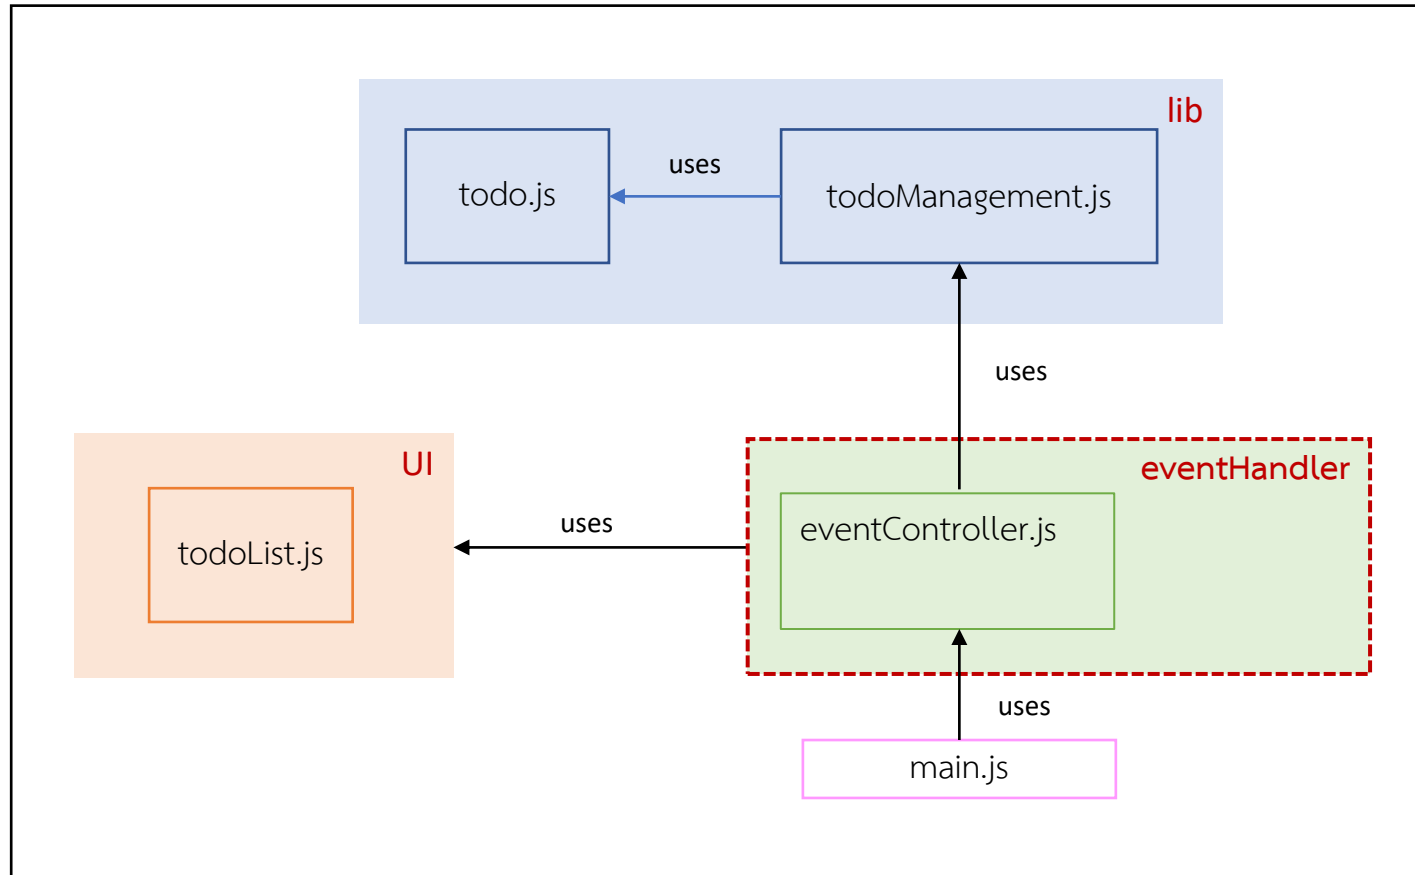 lib
todo.js
uses
todoManagement.js
uses
UI
eventHandler
todoList.js
uses
eventController.js
uses
main.js